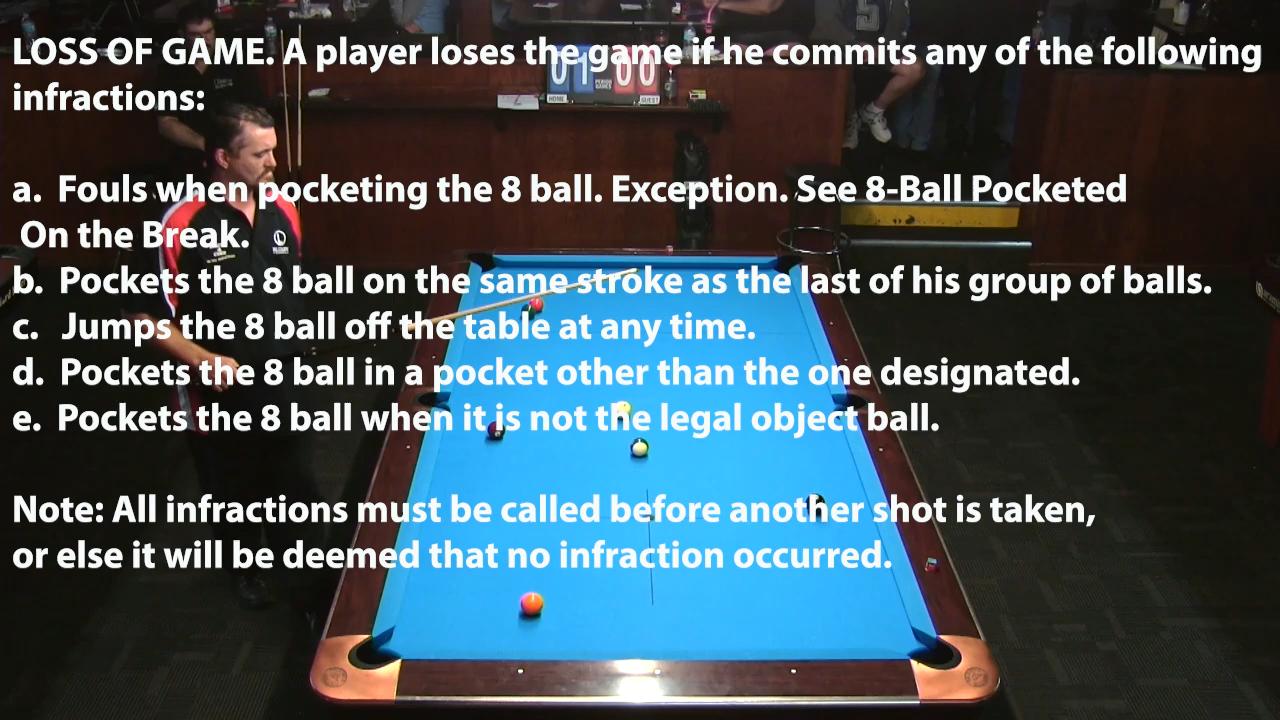 LOSS OF GAME. A player loses the game if he commits any of the following
infractions:
a. Fouls when pocketing the 8 ball. Exception. See 8-Ball Pocketed
On the Break.
b. Pockets the 8 ball on the same stroke as the last of his group of balls.
c. Jumps the 8 ball off the table at any time.
d. Pockets the 8 ball in a pocket other than the one designated.
e. Pockets the 8 ball when it is not the legal object ball.
Note: All infractions must be called before another shot is taken,
or else it will be deemed that no infraction occurred.
01 00
HOME GUEST